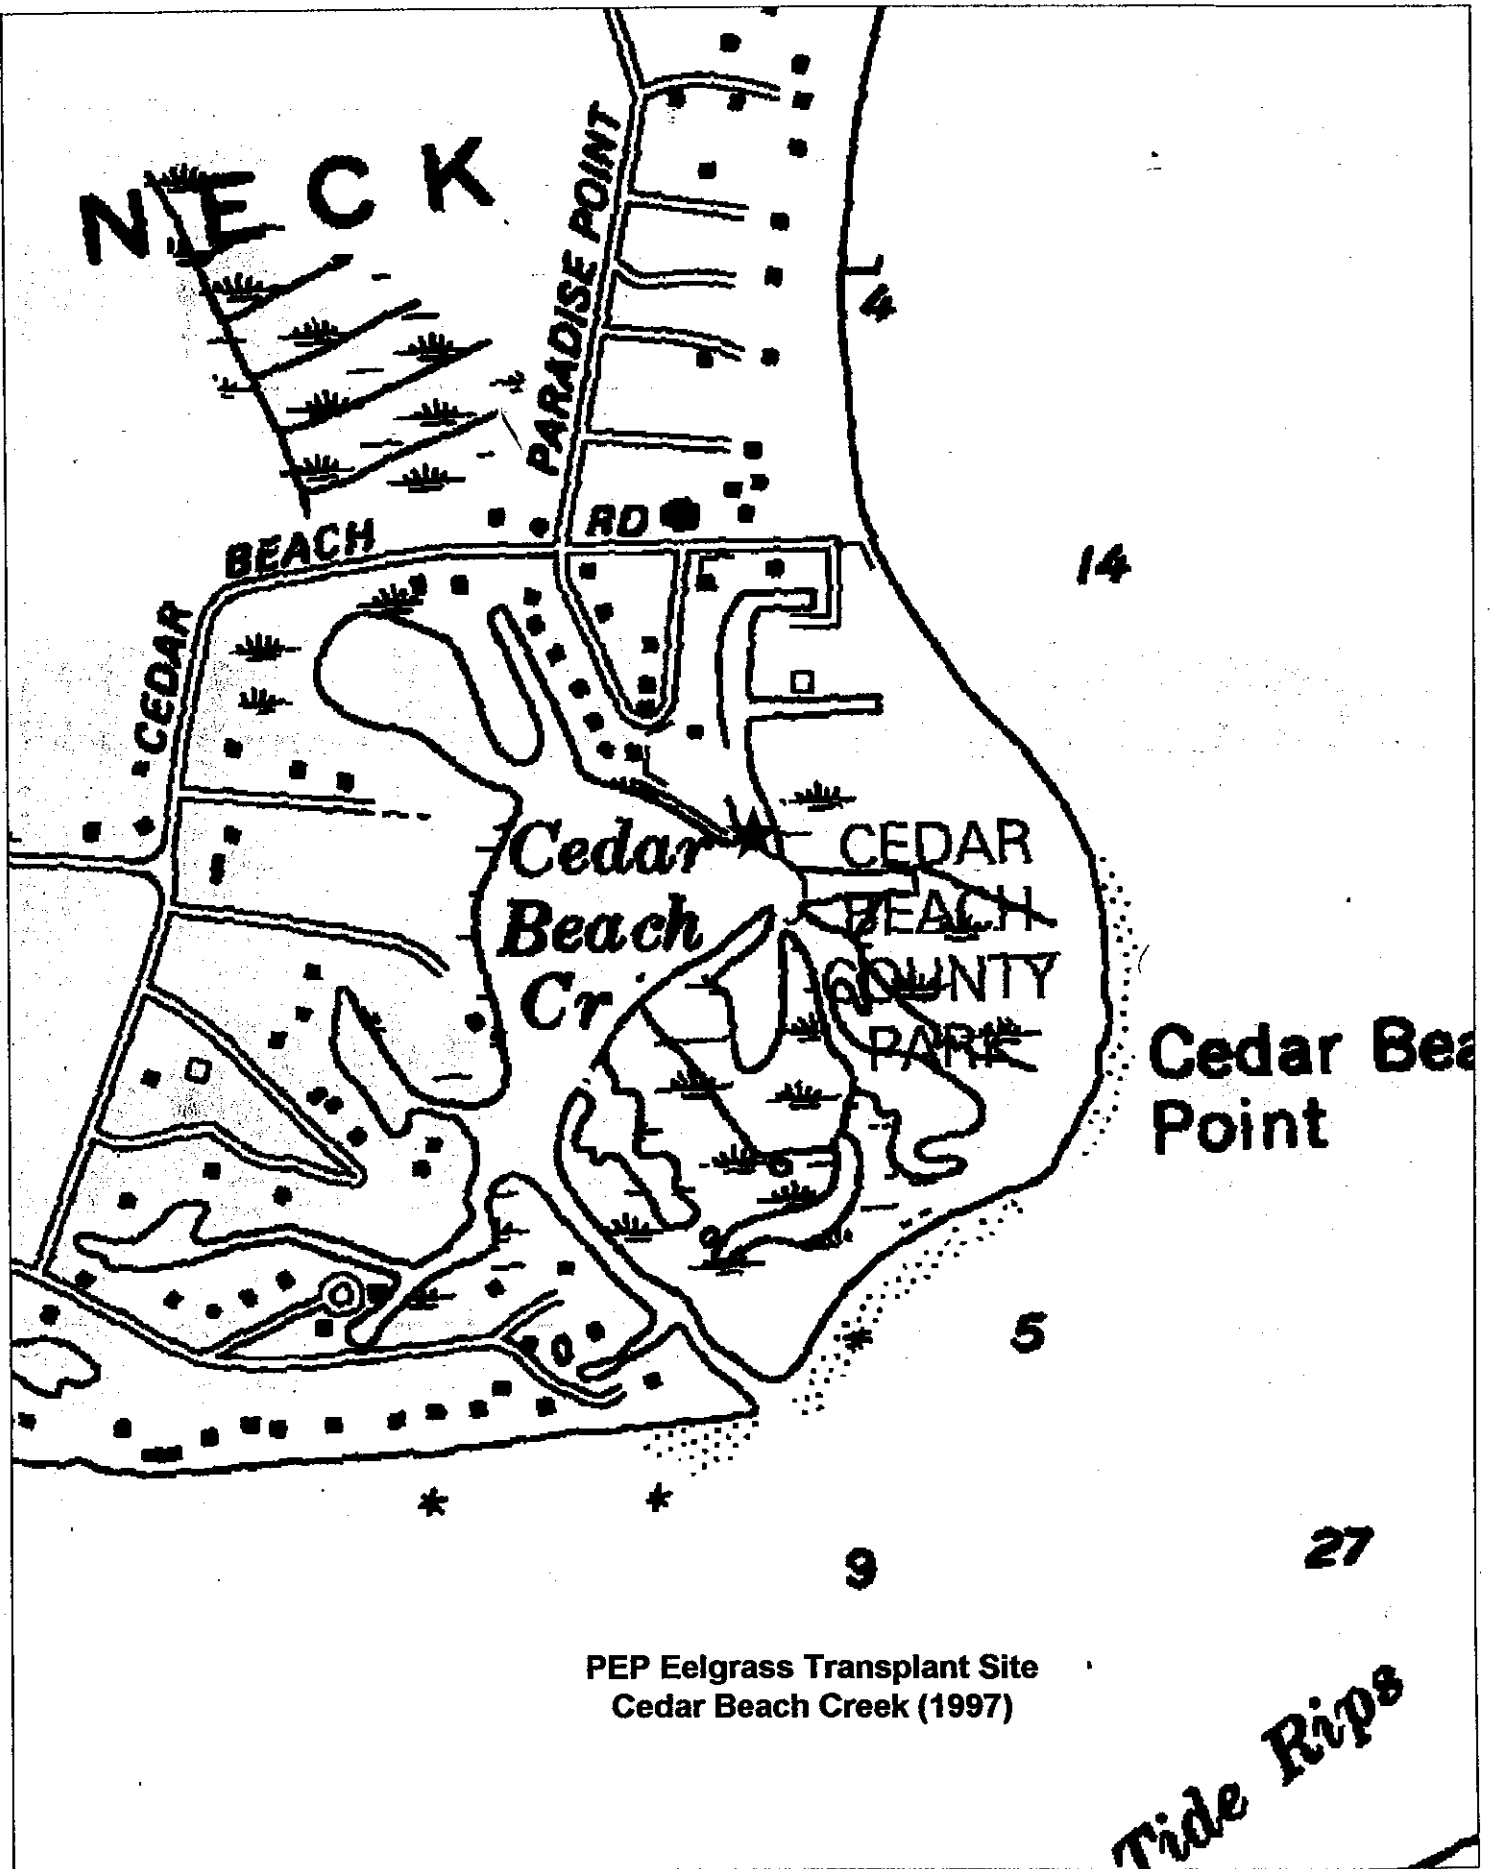 NECK
PARADISE POINT
4
CEDAR BEACH RD
14
Cedar
Beach
Cr
CEDAR
BEACH
COUNTY
PARK
Cedar Bea
Point
5
9
27
PEP Eelgrass Transplant Site
Cedar Beach Creek (1997)
Tide Rips